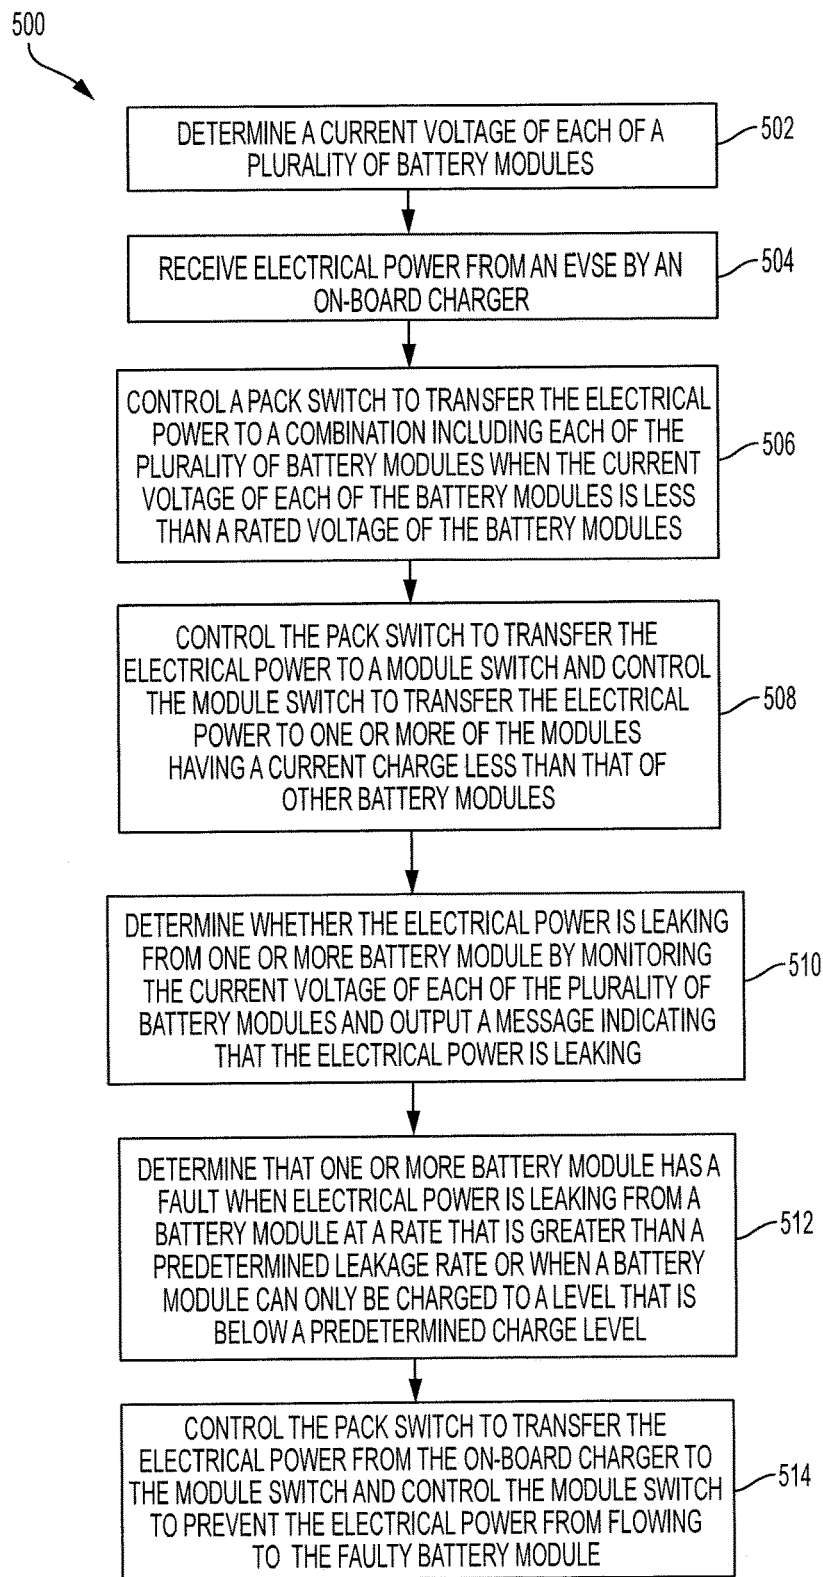 500
DETERMINE A CURRENT VOLTAGE OF EACH OF A
PLURALITY OF BATTERY MODULES
502
RECEIVE ELECTRICAL POWER FROM AN EVSE BY AN
ON-BOARD CHARGER
504
CONTROL A PACK SWITCH TO TRANSFER THE ELECTRICAL
POWER TO A COMBINATION INCLUDING EACH OF THE
PLURALITY OF BATTERY MODULES WHEN THE CURRENT
VOLTAGE OF EACH OF THE BATTERY MODULES IS LESS
THAN A RATED VOLTAGE OF THE BATTERY MODULES
506
CONTROL THE PACK SWITCH TO TRANSFER THE
ELECTRICAL POWER TO A MODULE SWITCH AND CONTROL
THE MODULE SWITCH TO TRANSFER THE ELECTRICAL
POWER TO ONE OR MORE OF THE MODULES
HAVING A CURRENT CHARGE LESS THAN THAT OF
OTHER BATTERY MODULES
508
DETERMINE WHETHER THE ELECTRICAL POWER IS LEAKING
FROM ONE OR MORE BATTERY MODULE BY MONITORING
THE CURRENT VOLTAGE OF EACH OF THE PLURALITY OF
BATTERY MODULES AND OUTPUT A MESSAGE INDICATING
THAT THE ELECTRICAL POWER IS LEAKING
510
DETERMINE THAT ONE OR MORE BATTERY MODULE HAS A
FAULT WHEN ELECTRICAL POWER IS LEAKING FROM A
BATTERY MODULE AT A RATE THAT IS GREATER THAN A
PREDETERMINED LEAKAGE RATE OR WHEN A BATTERY
MODULE CAN ONLY BE CHARGED TO A LEVEL THAT IS
BELOW A PREDETERMINED CHARGE LEVEL
512
CONTROL THE PACK SWITCH TO TRANSFER THE
ELECTRICAL POWER FROM THE ON-BOARD CHARGER TO
THE MODULE SWITCH AND CONTROL THE MODULE SWITCH
TO PREVENT THE ELECTRICAL POWER FROM FLOWING
TO THE FAULTY BATTERY MODULE
514